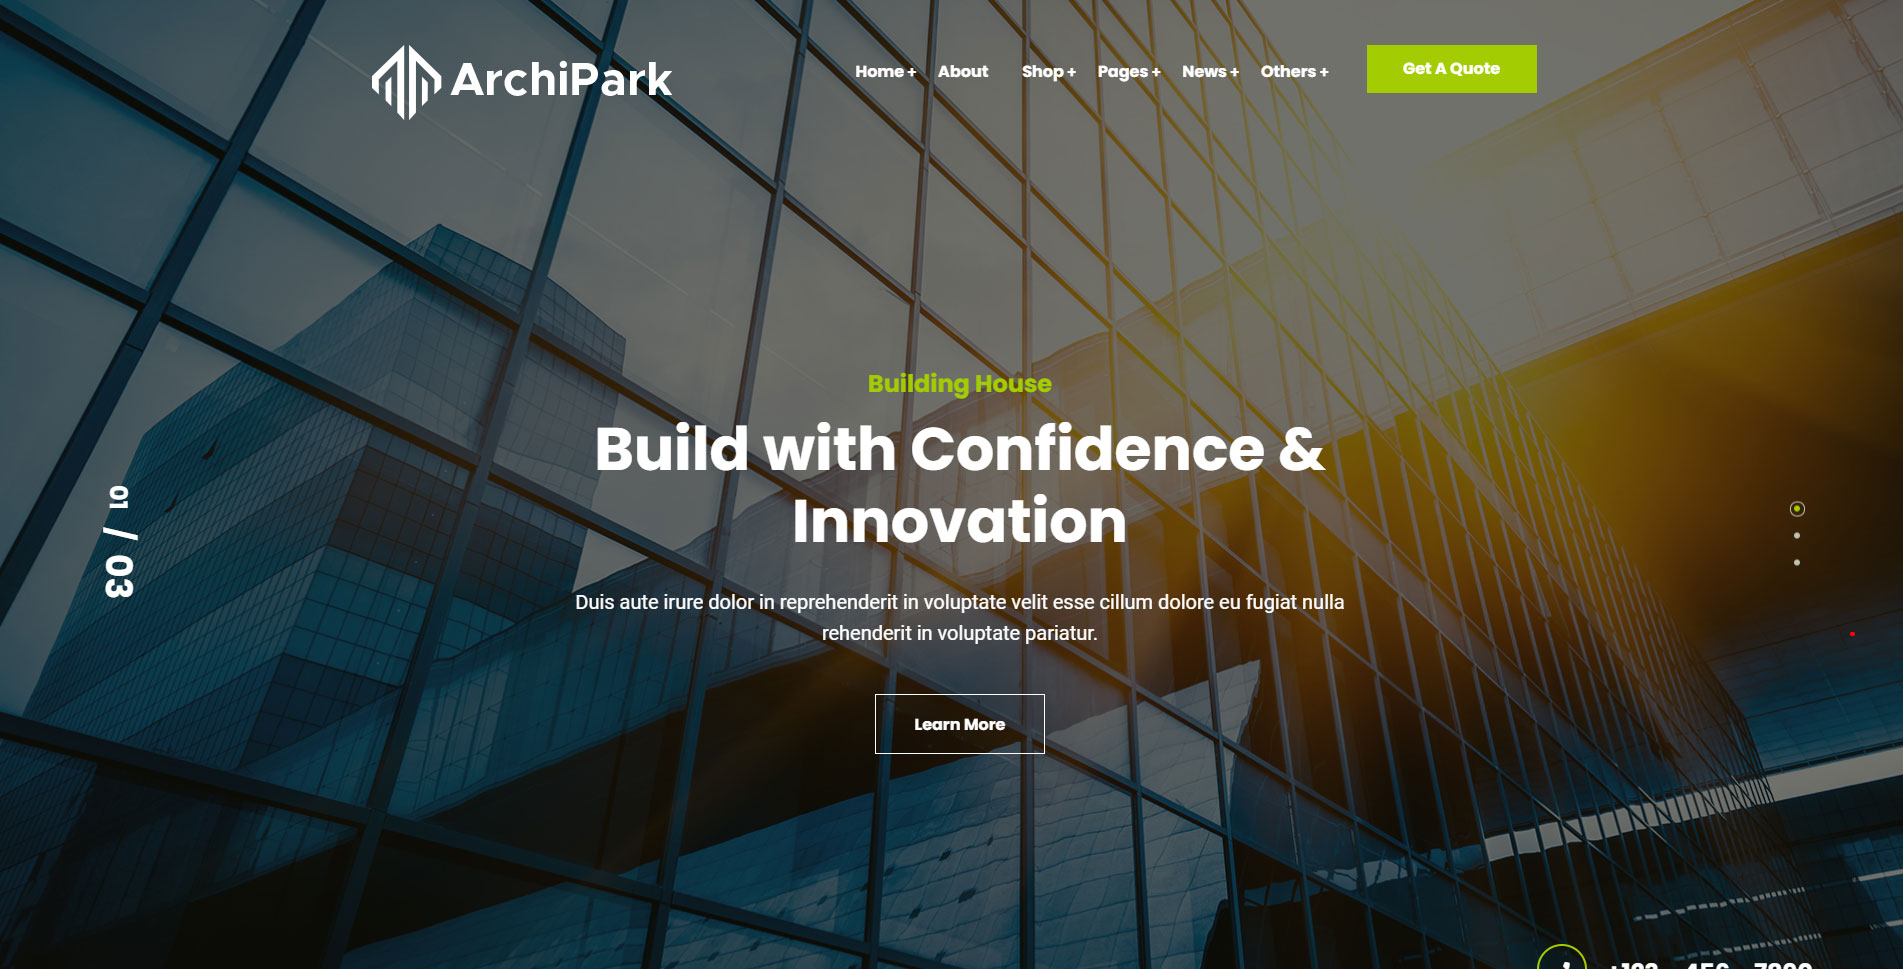 ArchiPark
Home +
About
Shop +
Pages +
News +
Others +
Get A Quote
Building House
Build with Confidence &
Innovation
Duis aute irure dolor in reprehenderit in voluptate velit esse cillum dolore eu fugiat nulla
rehenderit in voluptate pariatur.
Learn More
01 / 03